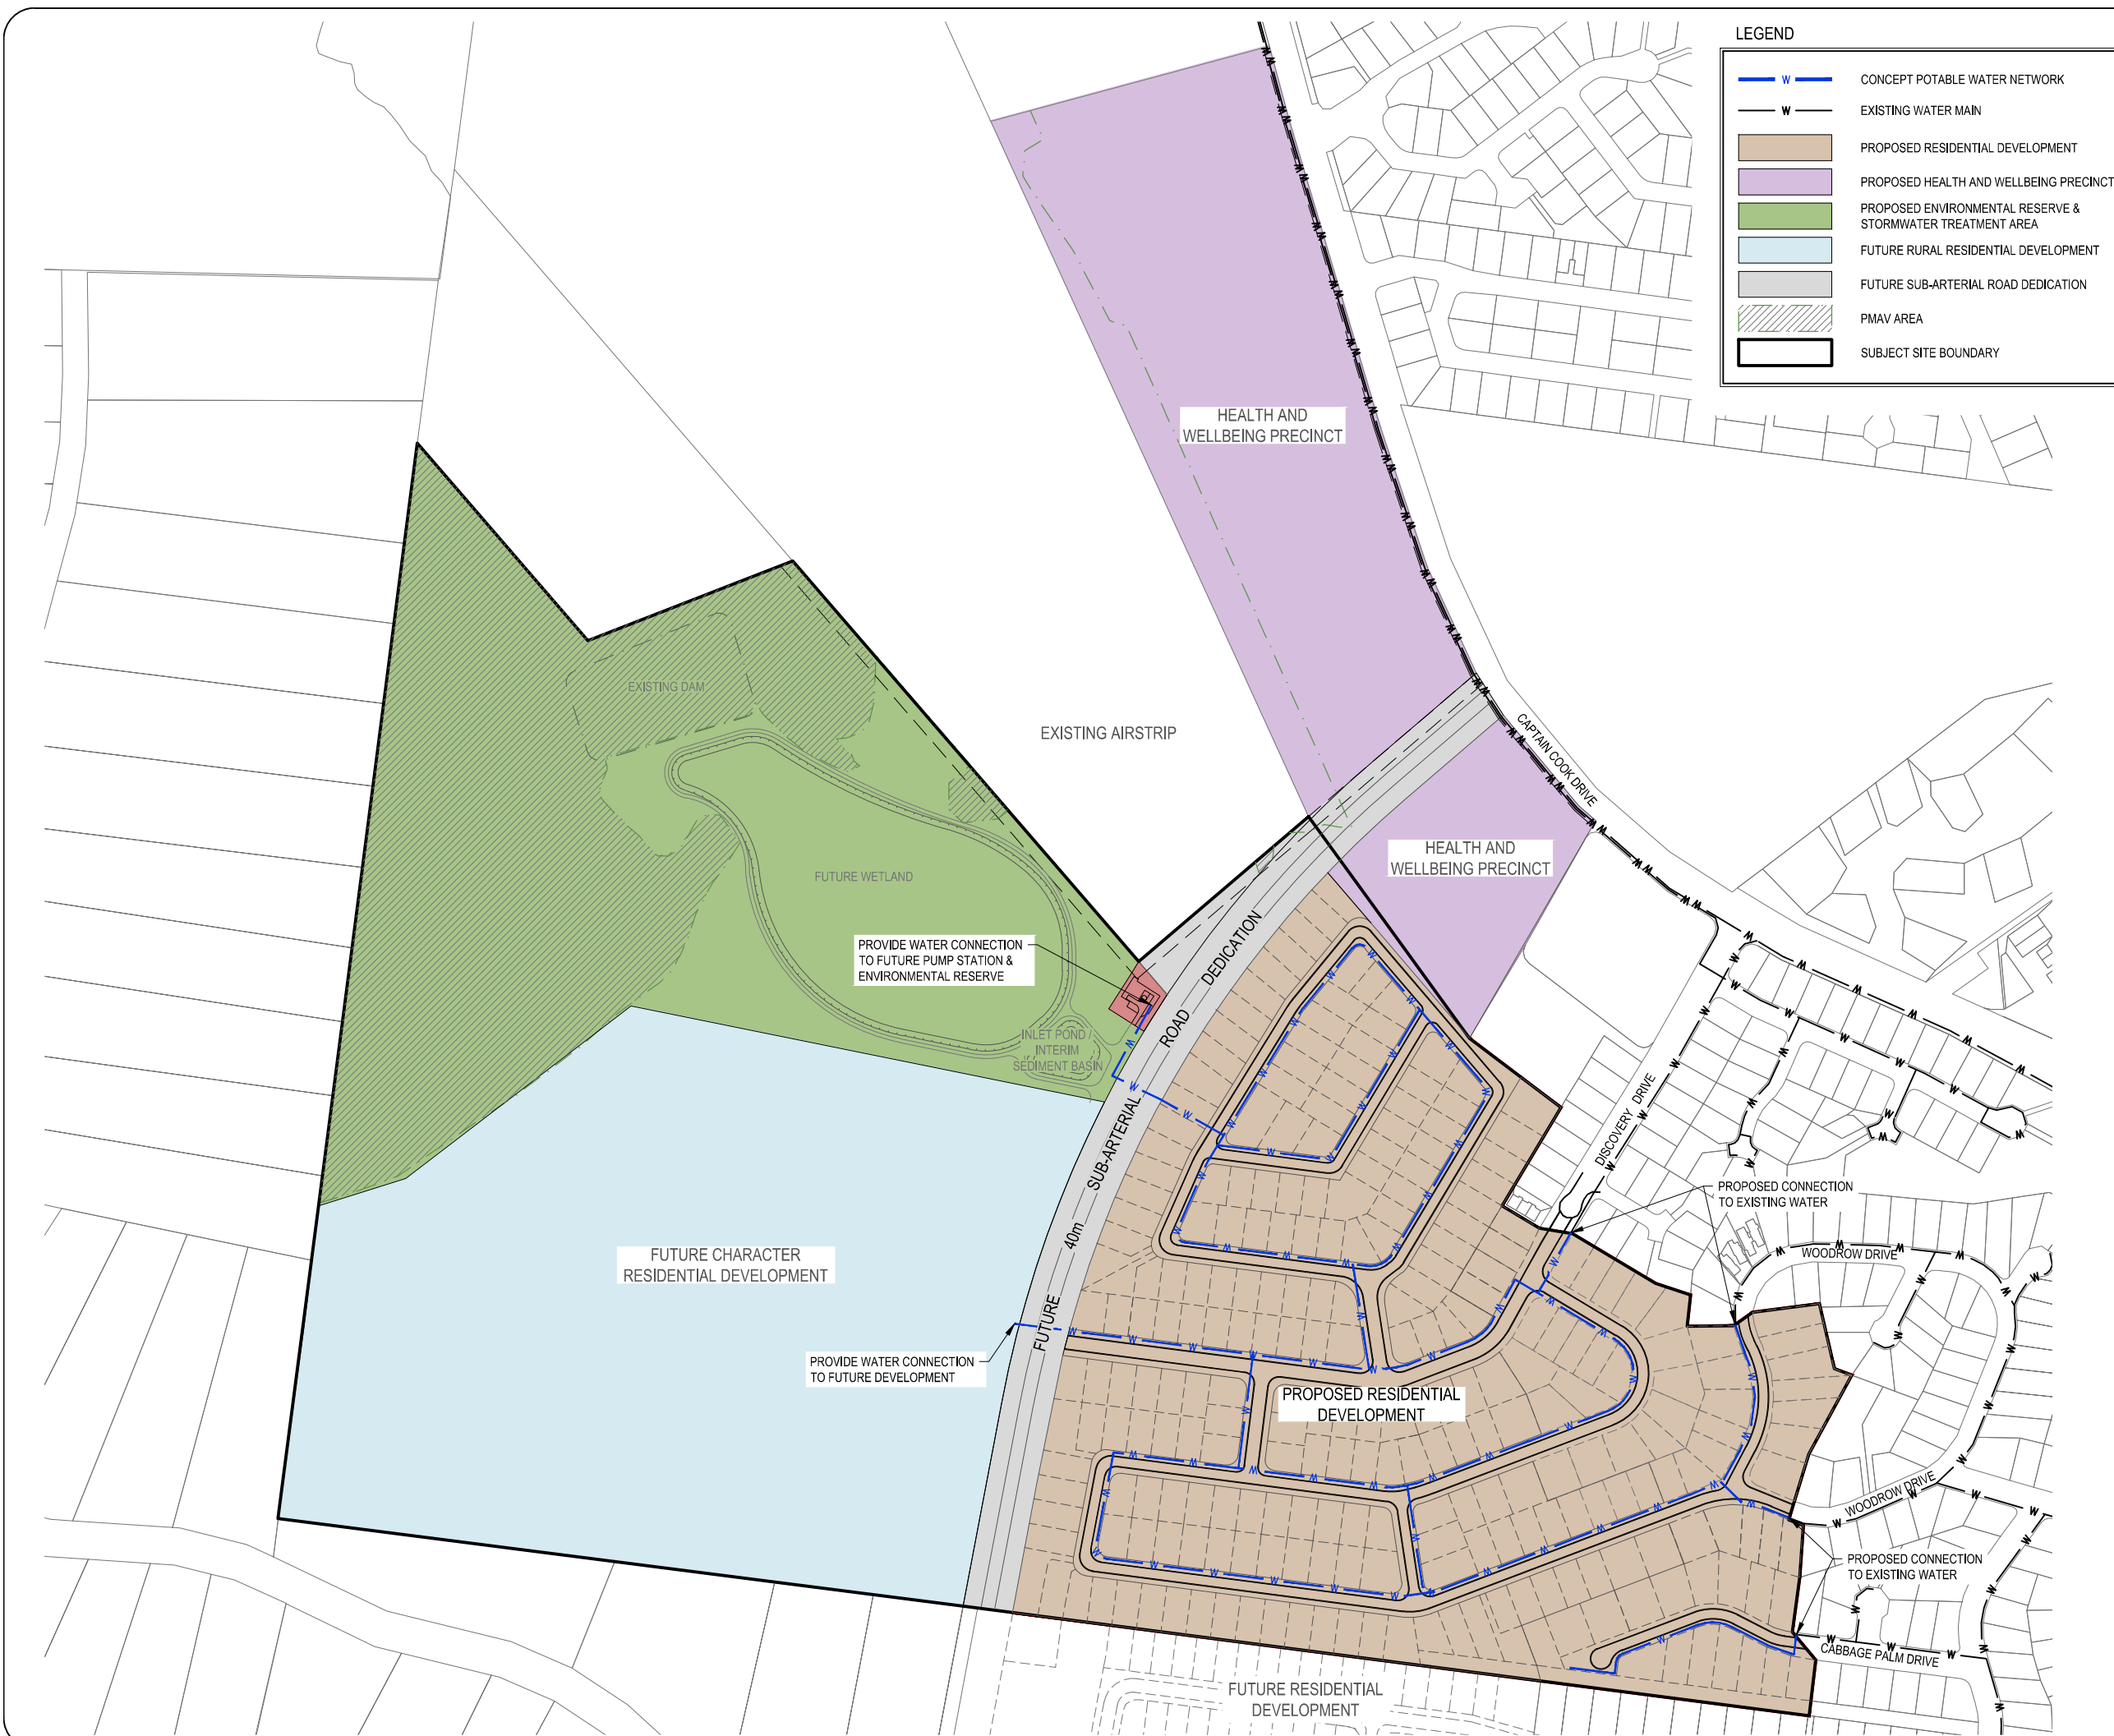 LEGEND
W
CONCEPT POTABLE WATER NETWORK
W
EXISTING WATER MAIN
PROPOSED RESIDENTIAL DEVELOPMENT
PROPOSED HEALTH AND WELLBEING PRECINCT
PROPOSED ENVIRONMENTAL RESERVE &
STORMWATER TREATMENT AREA
FUTURE RURAL RESIDENTIAL DEVELOPMENT
FUTURE SUB-ARTERIAL ROAD DEDICATION
PMAV AREA
SUBJECT SITE BOUNDARY
HEALTH AND
WELLBEING PRECINCT
EXISTING DAM
EXISTING AIRSTRIP
CAPTAIN COOK DRIVE
HEALTH AND
WELLBEING PRECINCT
FUTURE WETLAND
PROVIDE WATER CONNECTION
TO FUTURE PUMP STATION &
ENVIRONMENTAL RESERVE
INLET POND /
INTERIM
SEDIMENT BASIN
FUTURE 40m SUB-ARTERIAL ROAD DEDICATION
DISCOVERY DRIVE
PROPOSED CONNECTION
TO EXISTING WATER
WOODROW DRIVE
FUTURE CHARACTER
RESIDENTIAL DEVELOPMENT
PROVIDE WATER CONNECTION
TO FUTURE DEVELOPMENT
PROPOSED RESIDENTIAL
DEVELOPMENT
WOODROW DRIVE
PROPOSED CONNECTION
TO EXISTING WATER
CABBAGE PALM DRIVE
FUTURE RESIDENTIAL
DEVELOPMENT